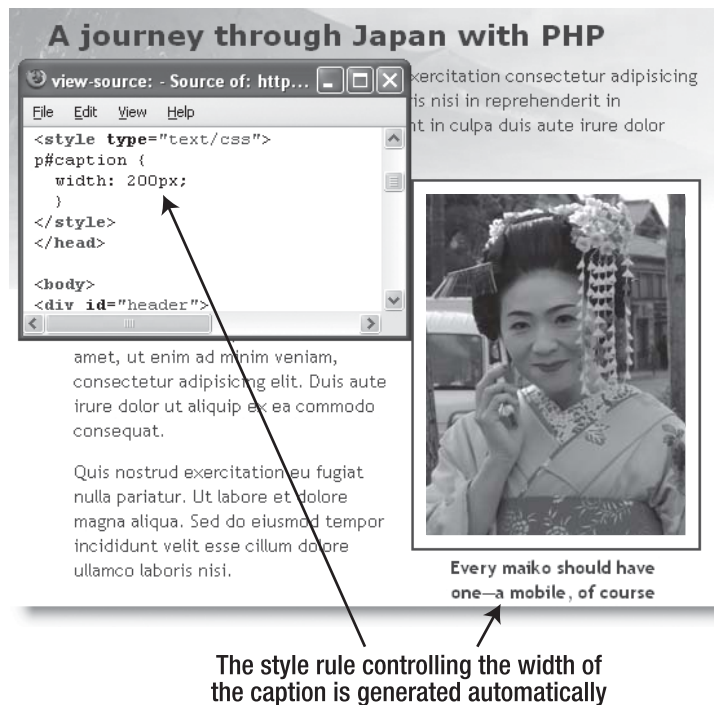 A journey through Japan with PHP
xercitation consectetur adipisicing
ris nisi in reprehenderit in
nt in culpa duis aute irure dolor
view-source: - Source of: http...
File Edit View Help
<style type="text/css">
p#caption {
width: 200px;
}
</style>
</head>
<body>
<div id="header">
amet, ut enim ad minim veniam,
consectetur adipisicing elit. Duis aute
irure dolor ut aliquip ex ea commodo
consequat.
Quis nostrud exercitation eu fugiat
nulla pariatur. Ut labore et dolore
magna aliqua. Sed do eiusmod tempor
incididunt velit esse cillum dolore
ullamco laboris nisi.
Every maiko should have
one—a mobile, of course
The style rule controlling the width of
the caption is generated automatically